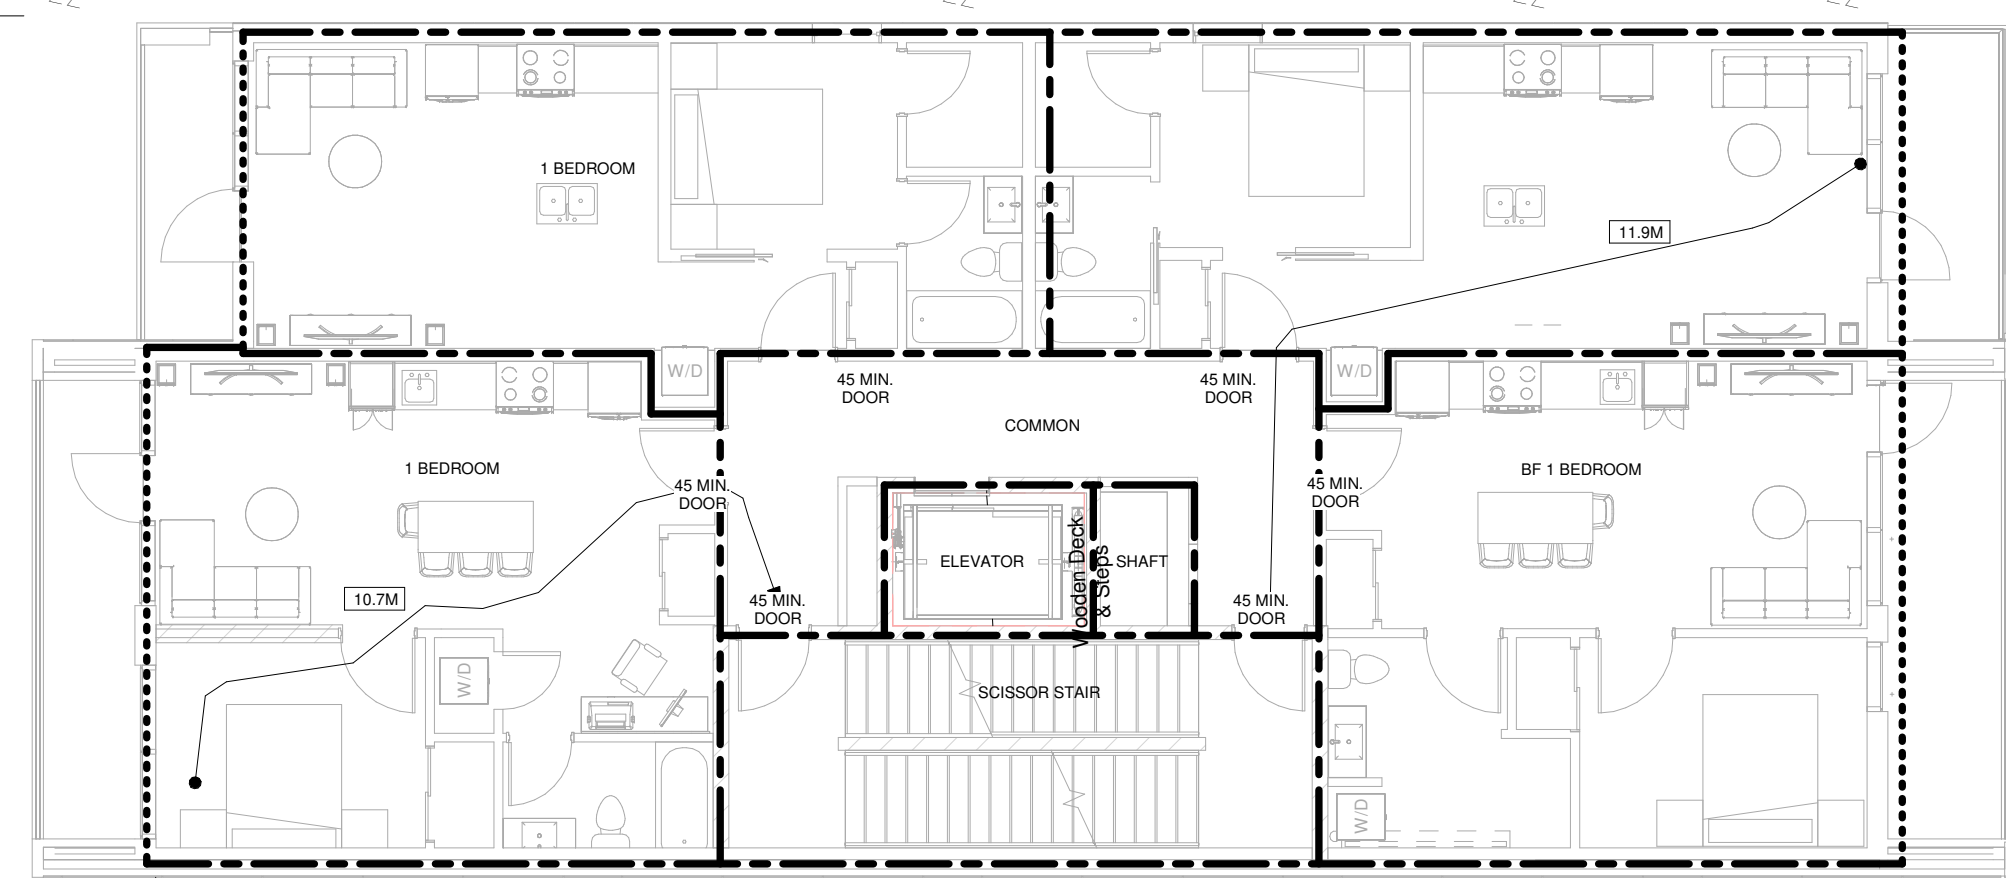 1 BEDROOM
11.9M
W/D
W/D
45 MIN.
DOOR
45 MIN.
DOOR
COMMON
1 BEDROOM
BF 1 BEDROOM
45 MIN.
DOOR
45 MIN.
DOOR
ELEVATOR
Wooden Deck
& Steps
SHAFT
10.7M
45 MIN.
DOOR
45 MIN.
DOOR
W/D
SCISSOR STAIR
W/D